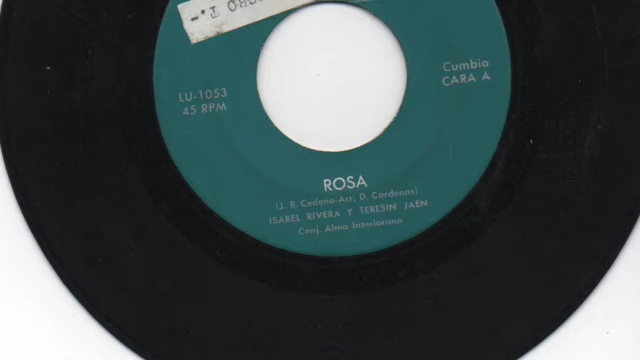 LU-1053
45 RPM
Cumbia
CARA A
ROSA
(J. R. Cedeno-Arr. D. Cardenas)
ISABEL RIVERA Y TERESIN JAEN
Conj. Alma Interiorana